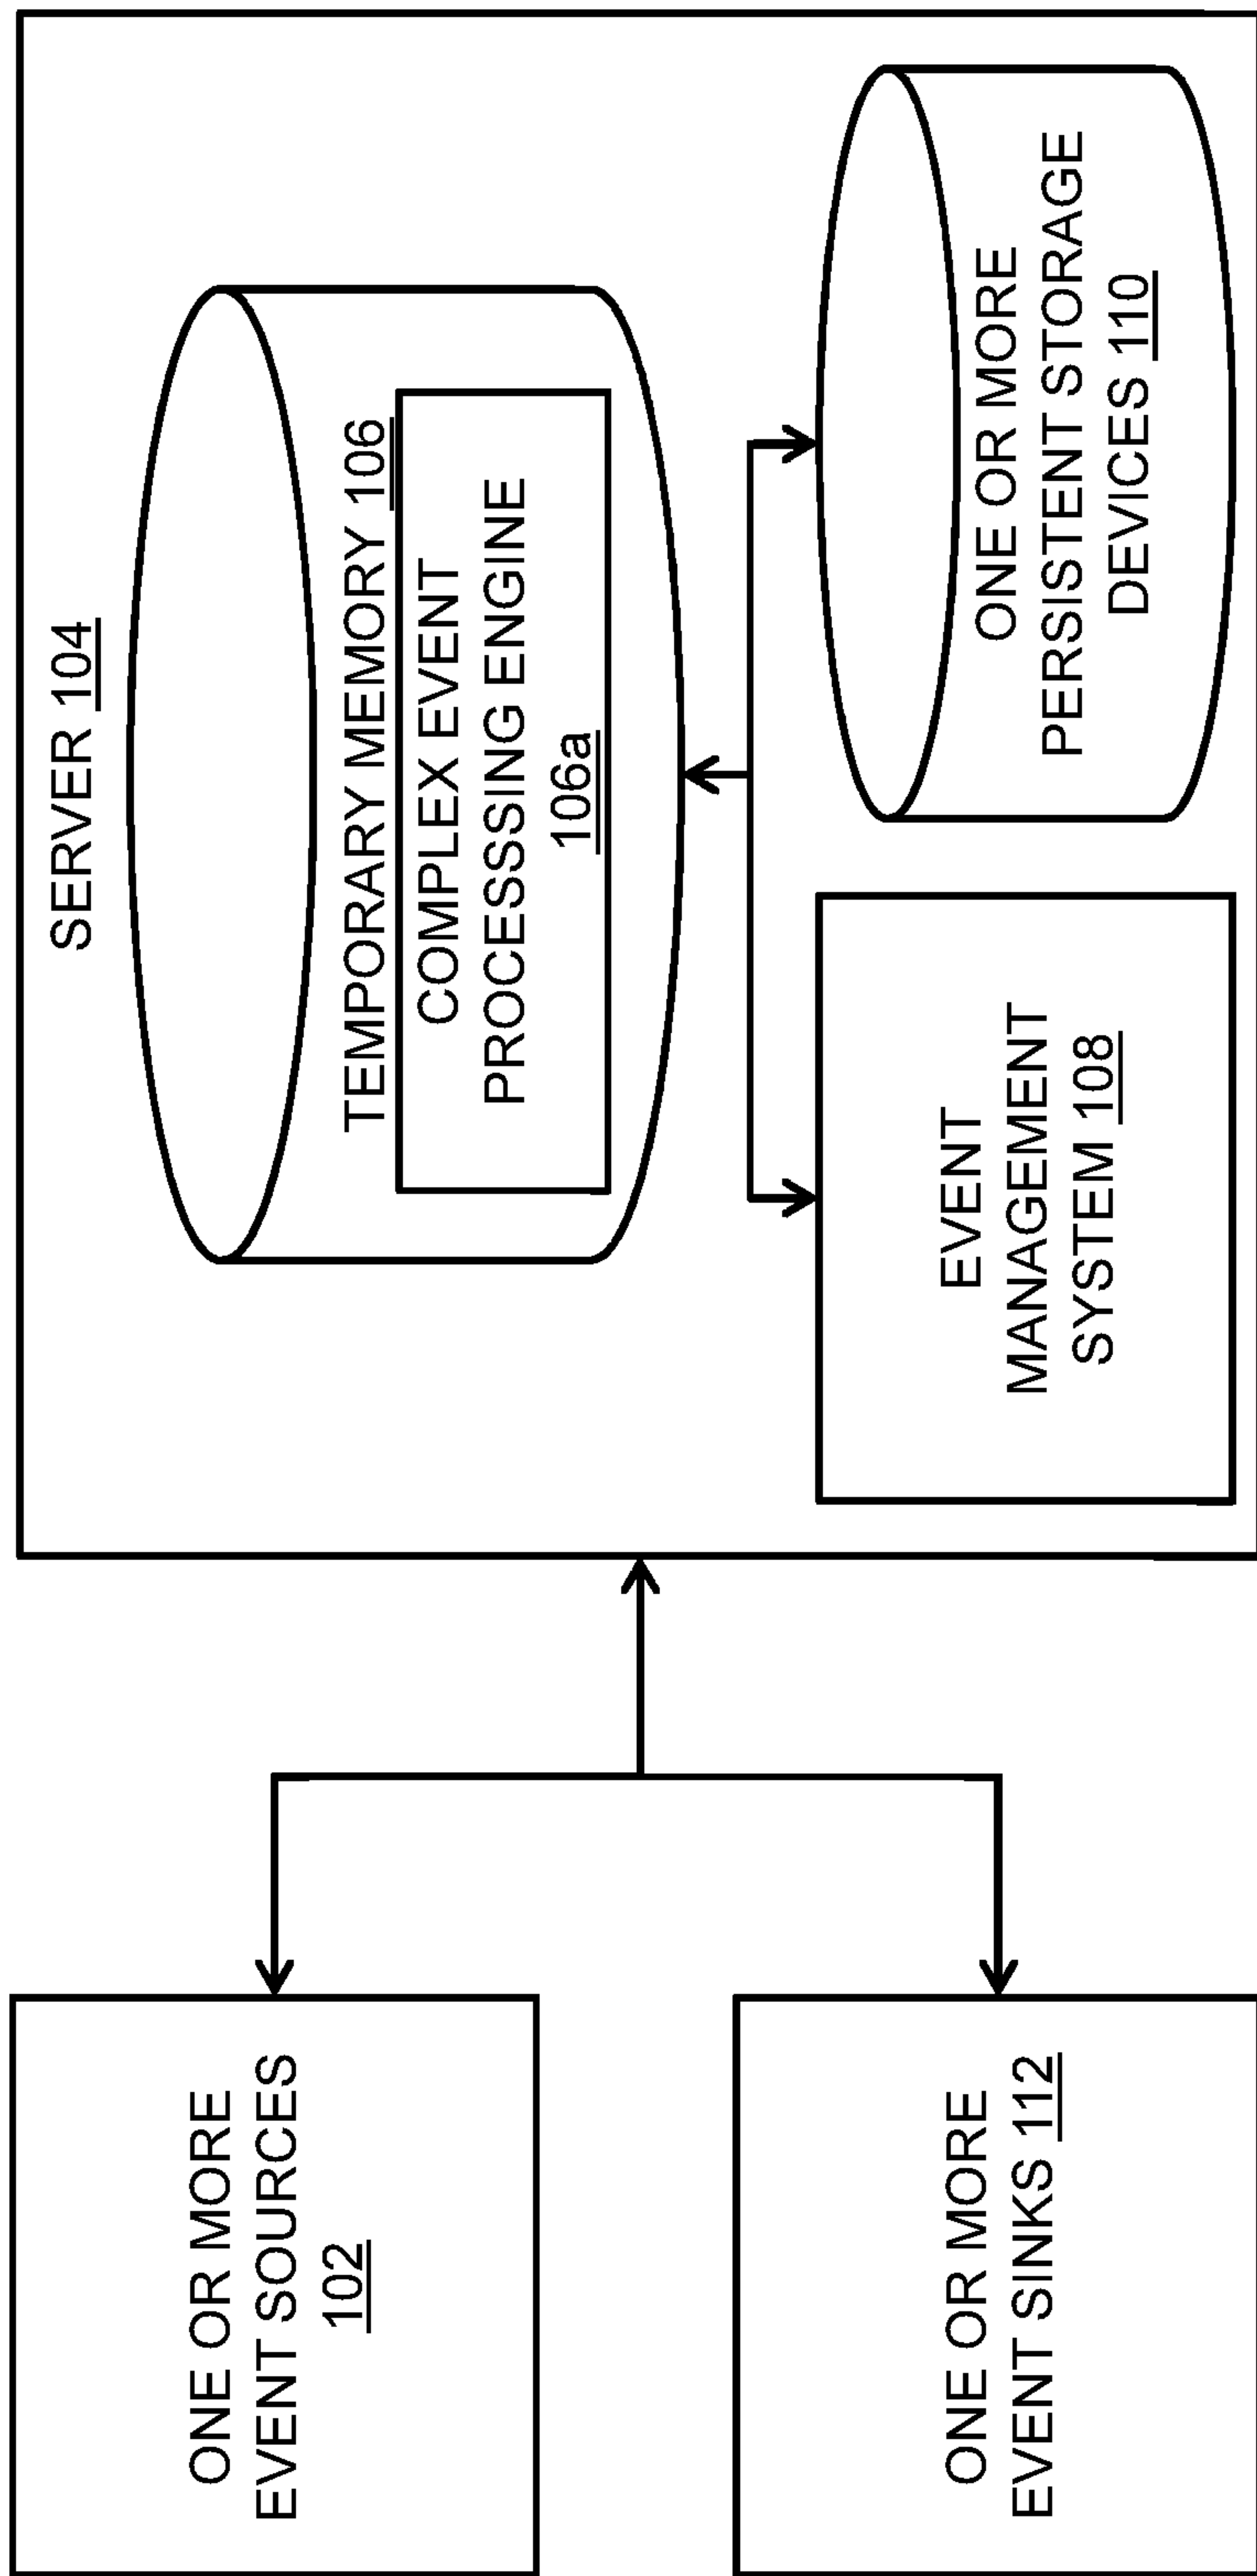 ONE OR MORE
EVENT SOURCES
102
ONE OR MORE
EVENT SINKS 112
SERVER 104
TEMPORARY MEMORY 106
COMPLEX EVENT
PROCESSSING ENGINE
106a
EVENT
MANAGEMENT
SYSTEM 108
ONE OR MORE
PERSISTENT STORAGE
DEVICES 110